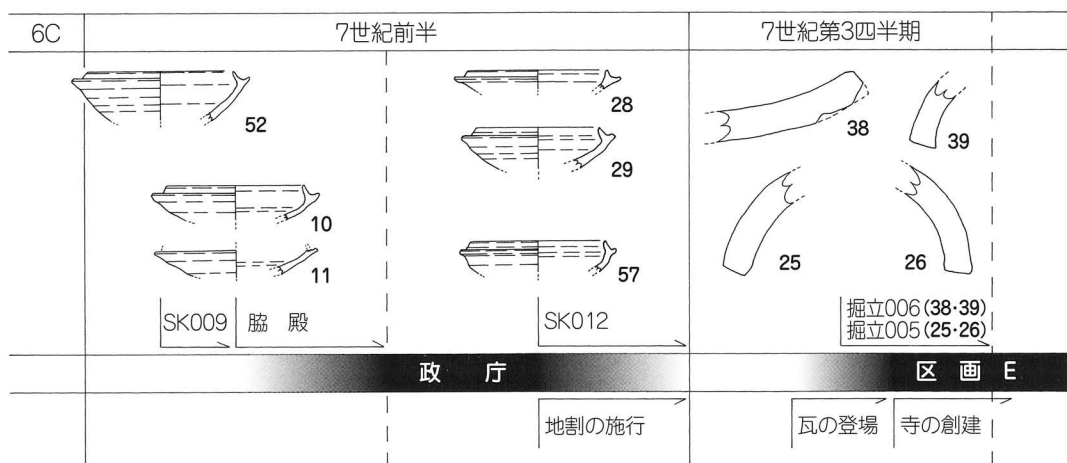 6C 7世紀前半 7世紀第3四半期
52
28
38
39
29
10
11
57
25
26
SK009
脇 殿
SK012
掘立006(38·39)
掘立005(25·26)
政 庁
区 画 E
地割の施行
瓦の登場
寺の創建